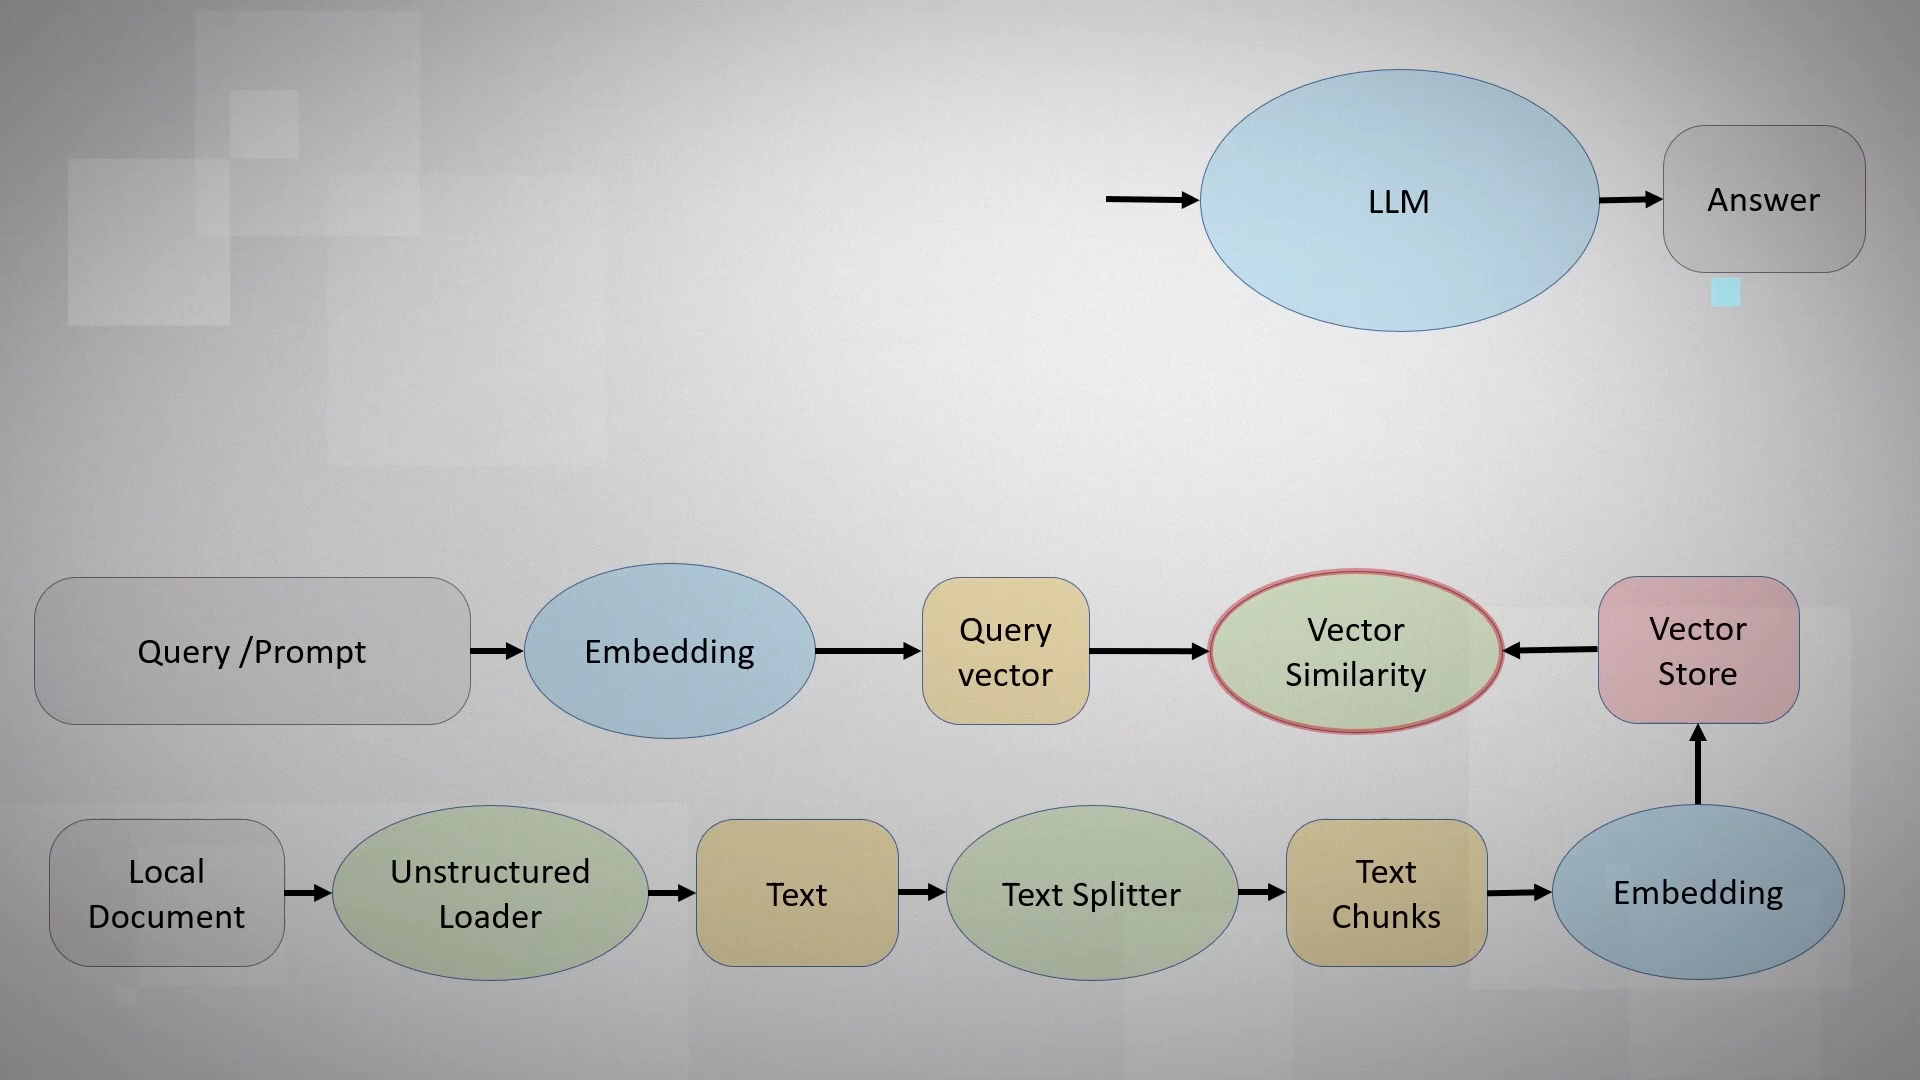 LLM
Answer
Query /Prompt
Embedding
Query
vector
Vector
Similarity
Vector
Store
Local
Document
Unstructured
Loader
Text
Text Splitter
Text
Chunks
Embedding